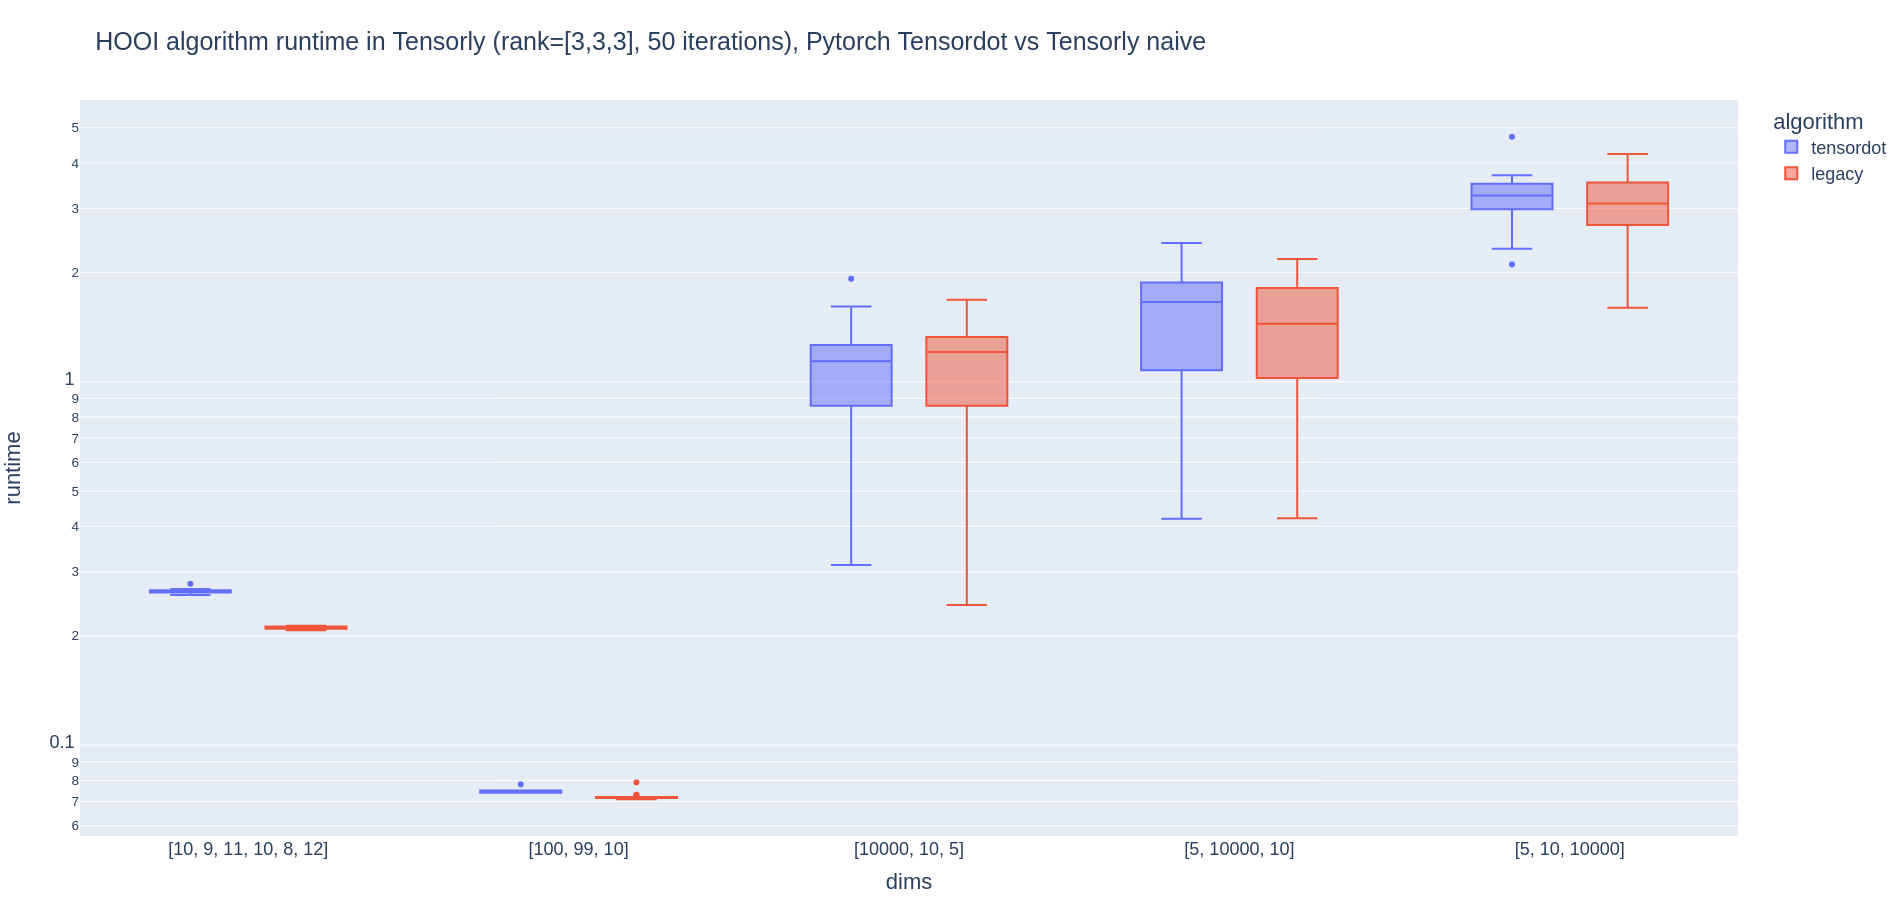 HOOI algorithm runtime in Tensorly (rank=[3,3,3], 50 iterations), Pytorch Tensordot vs Tensorly naive
algorithm
tensordot
legacy
runtime
5
4
3
2
1
9
8
7
6
5
4
3
2
0.1
9
8
7
6
[10, 9, 11, 10, 8, 12]
[100, 99, 10]
[10000, 10, 5]
[5, 10000, 10]
[5, 10, 10000]
dims